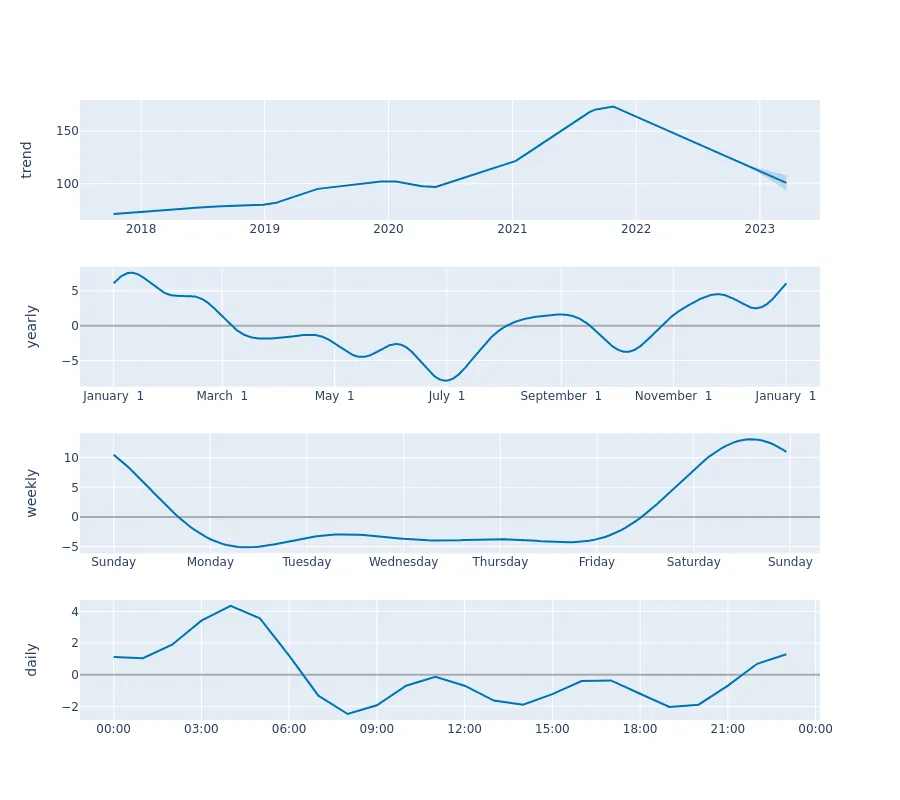 trend
150
100
2018 2019 2020 2021 2022 2023
yearly
5
0
−5
January 1 March 1 May 1 July 1 September 1 November 1 January 1
weekly
10
5
0
−5
Sunday Monday Tuesday Wednesday Thursday Friday Saturday Sunday
daily
4
2
0
−2
00:00 03:00 06:00 09:00 12:00 15:00 18:00 21:00 00:00